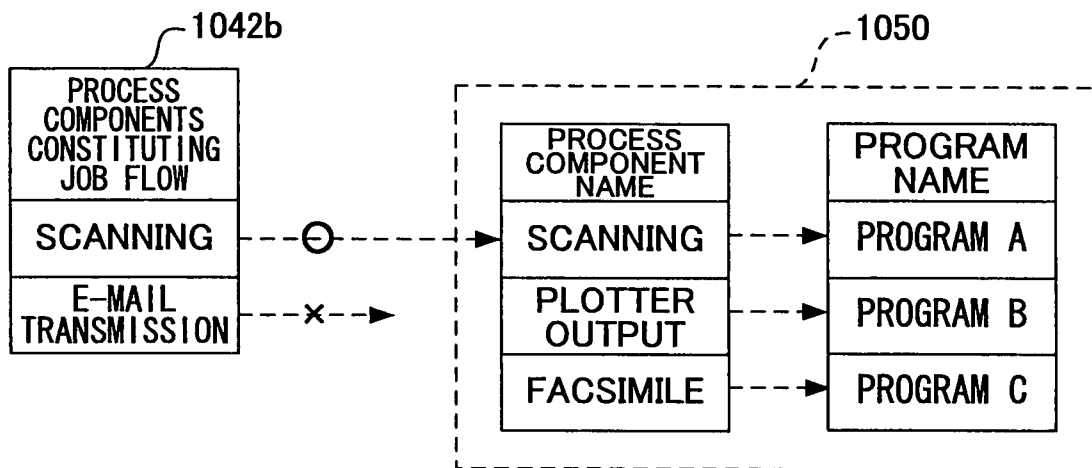 1042b
1050
PROCESS
COMPONENTS
CONSTITUTING
JOB FLOW
SCANNING
E-MAIL
TRANSMISSION
PROCESS
COMPONENT
NAME
SCANNING
PLOTTER
OUTPUT
FACSIMILE
PROGRAM
NAME
PROGRAM A
PROGRAM B
PROGRAM C